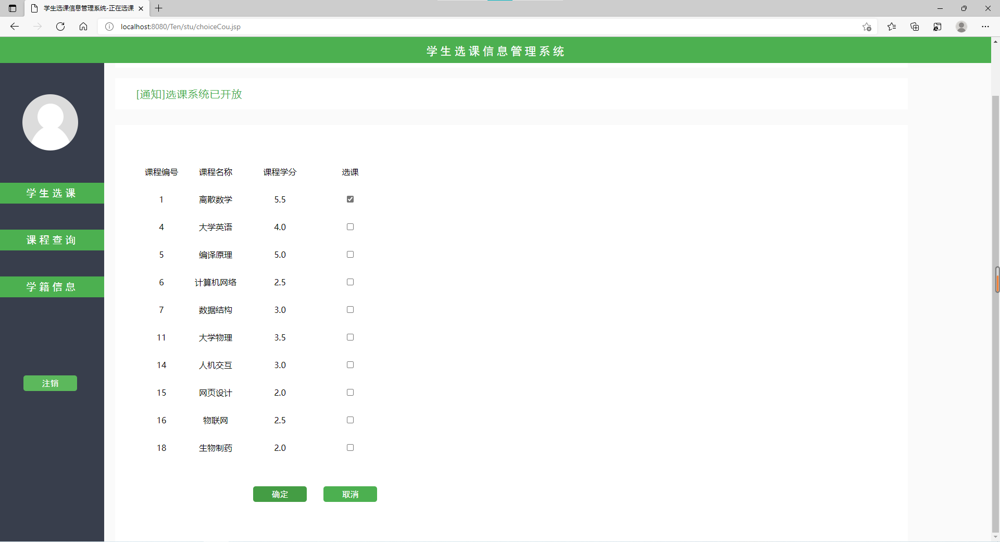 学生选课信息管理系统-正在选课
localhost:8080/Ten/stu/choiceCou.jsp
学生选课信息管理系统
[通知]选课系统已开放
学生选课
课程查询
学籍信息
注销
课程编号 课程名称 课程学分 选课
1 离散数学 5.5
4 大学英语 4.0
5 编译原理 5.0
6 计算机网络 2.5
7 数据结构 3.0
11 大学物理 3.5
14 人机交互 3.0
15 网页设计 2.0
16 物联网 2.5
18 生物制药 2.0
确定 取消